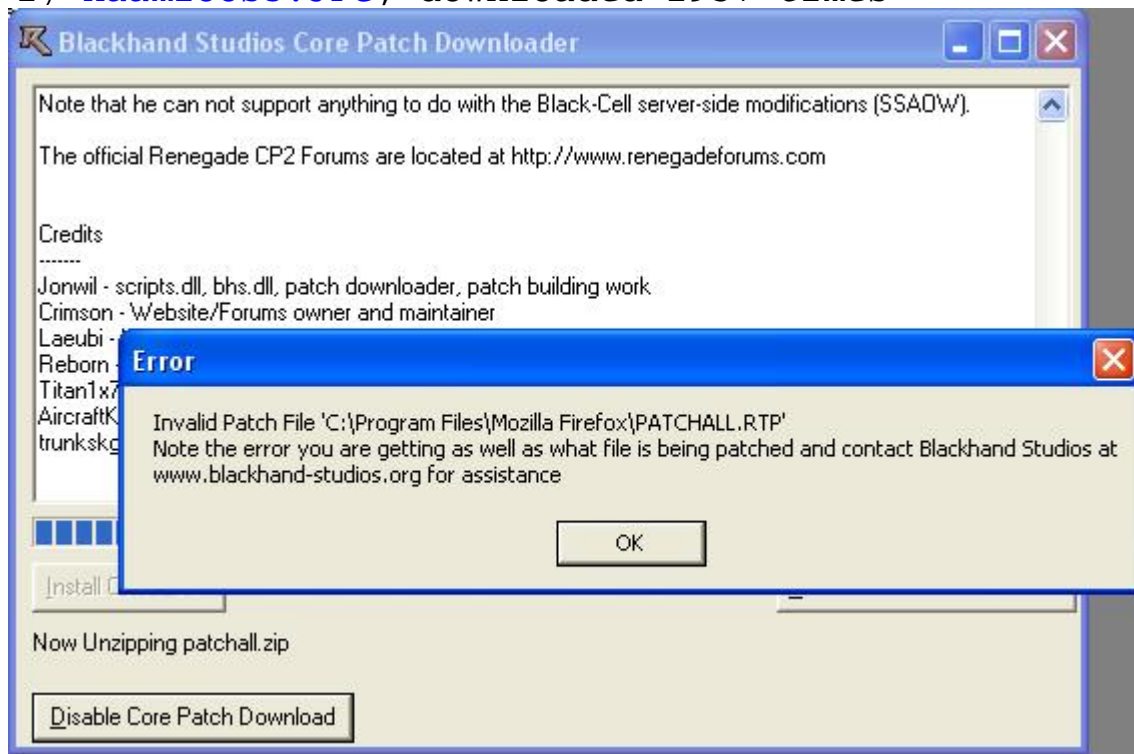 Blackhand Studios Core Patch Downloader
Note that he can not support anything to do with the Black-Cell server-side modifications (SSAOW).
The official Renegade CP2 Forums are located at http://www.renegadeforums.com
Credits
-------
Jonwil - scripts.dll, bhs.dll, patch downloader, patch building work
Crimson - Website/Forums owner and maintainer
Laeubi -
Reborn -
Error
Invalid Patch File 'C:\Program Files\Mozilla Firefox\PATCHALL.RTP'
Note the error you are getting as well as what file is being patched and contact Blackhand Studios at
www.blackhand-studios.org for assistance
OK
Install
Now Unzipping patchall.zip
Disable Core Patch Download